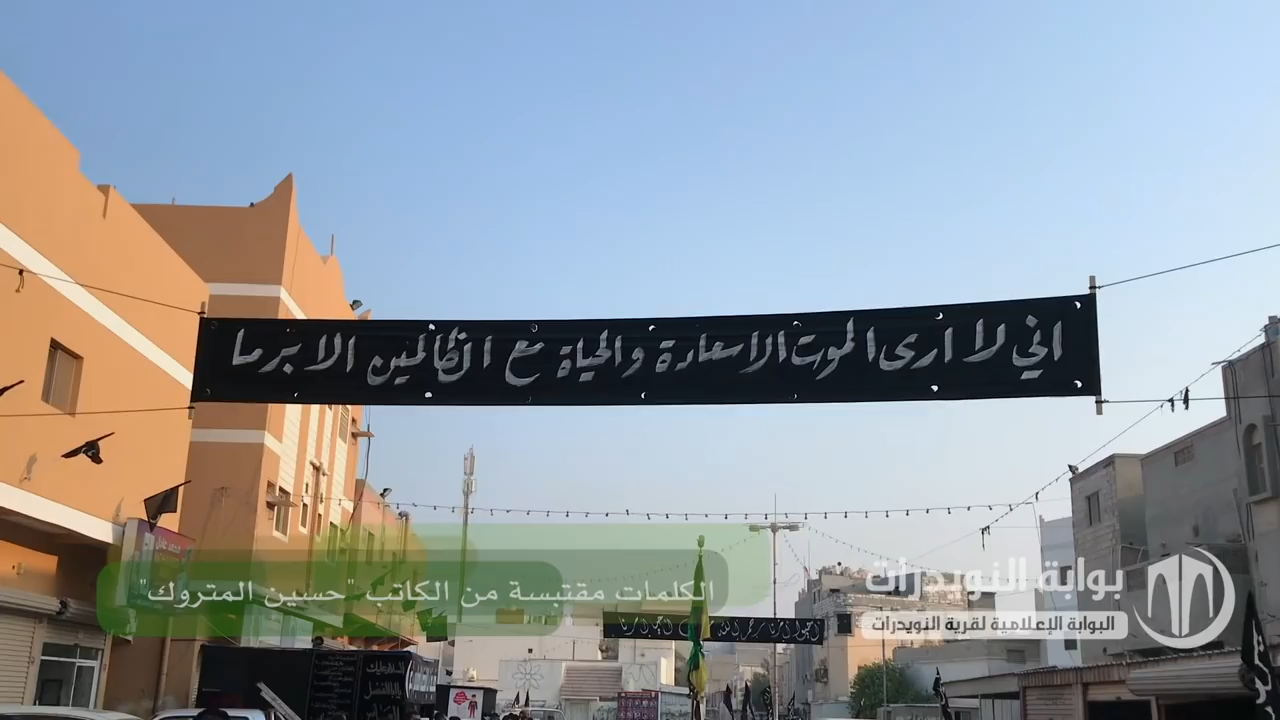 اني لا ارى الموت الا سعادة والحياة مع الظالمين الا برما
الكلمات مقتبسة من الكاتب "حسين المتروك"
بوابة النويدرات
البوابة الإعلامية لقرية النويدرات